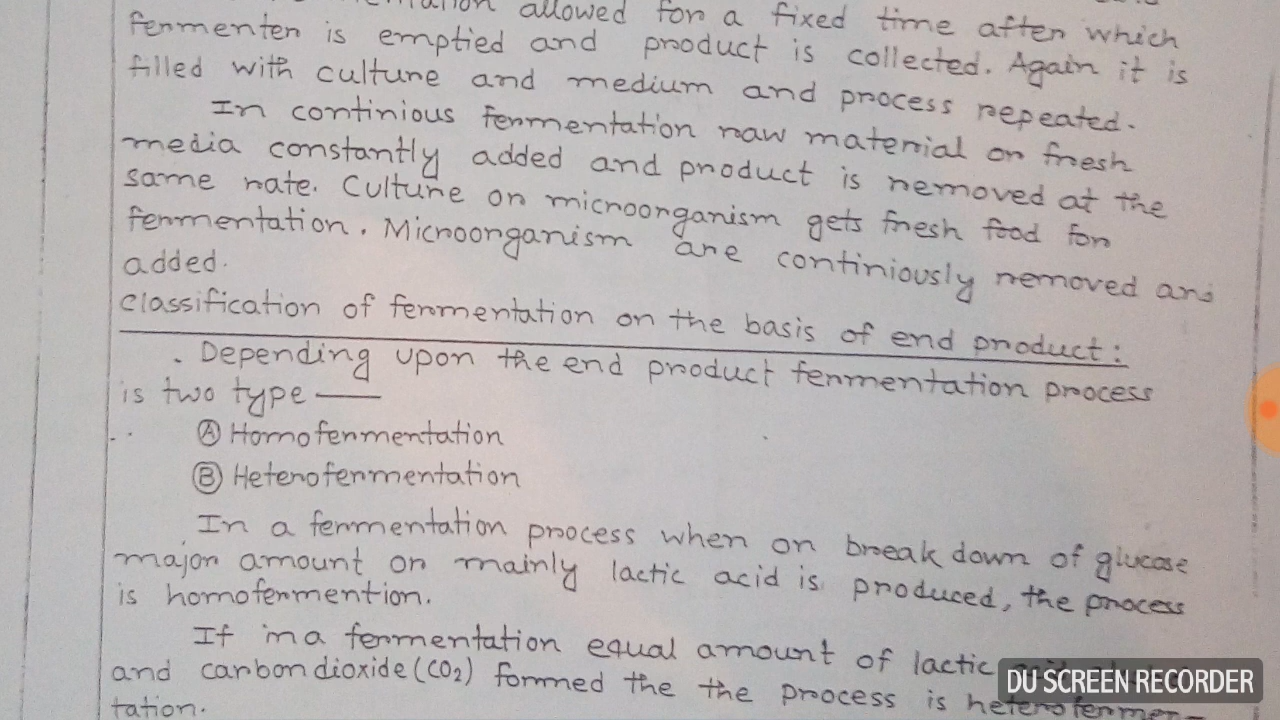 allowed for a fixed time after which
fermenter is emptied and product is collected. Again it is
filled with culture and medium and process repeated.
In continious fermentation raw material or fresh
media constantly added and product is removed at the
same rate. Culture or microorganism gets fresh food for
fermentation. Microorganism are continiously removed and
added.
classification of fermentation on the basis of end product:
Depending upon the end product fermentation process
is two type —
Ⓐ Homofermentation
Ⓑ Heterofermentation
In a fermentation process when on break down of glucose
major amount or mainly lactic acid is produced, the process
is homofermention.
If in a fermentation equal amount of lactic
and carbondioxide (CO2) formed the the process is heterofermen-
tation.
DU SCREEN RECORDER